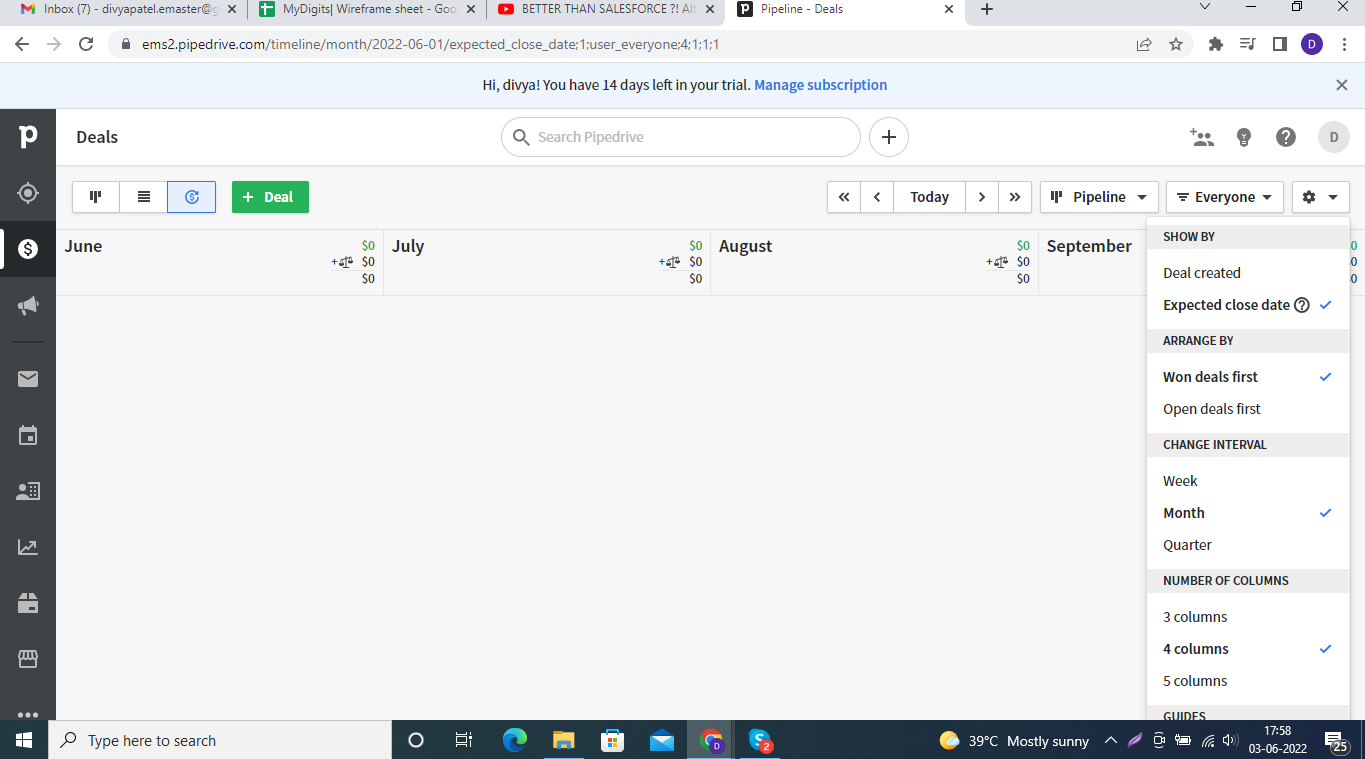 Inbox (7) - divyapatel.emaster@g
MyDigits| Wireframe sheet - Goo
BETTER THAN SALESFORCE ?! Alt
Pipeline - Deals
ems2.pipedrive.com/timeline/month/2022-06-01/expected_close_date;1;user_everyone;4;1;1;1
D
Hi, divya! You have 14 days left in your trial. Manage subscription
p
Deals
Search Pipedrive
D
+ Deal
Today
Pipeline
Everyone
June
$0
+ $0
$0
July
$0
+ $0
$0
August
$0
+ $0
$0
September
0
0
0
SHOW BY
Deal created
Expected close date
ARRANGE BY
Won deals first
Open deals first
CHANGE INTERVAL
Week
Month
Quarter
NUMBER OF COLUMNS
3 columns
4 columns
5 columns
GUIDES
Type here to search
D
S
2
39°C Mostly sunny
17:58
03-06-2022
25